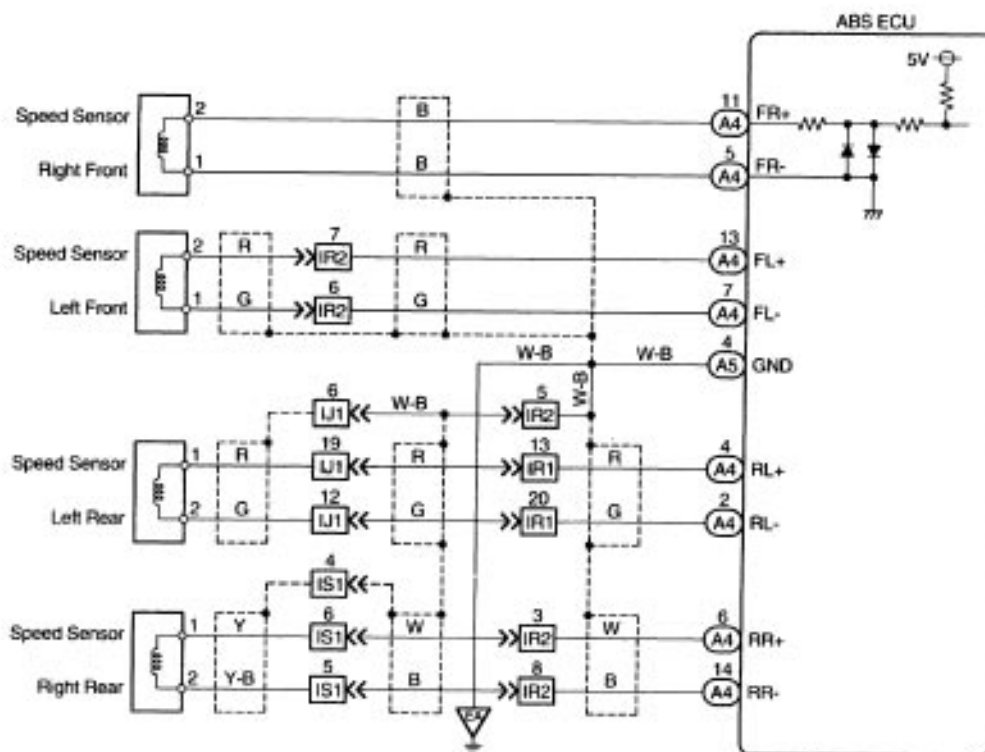 ABS ECU
5V
Speed Sensor 2 B 11 A4 FR+
Right Front 1 B 5 A4 FR-
Speed Sensor 2 R 7 IR2 R 13 A4 FL+
Left Front 1 G 6 IR2 G 7 A4 FL-
W-B W-B 4 A5 GND
W-B
6 IJ1 W-B 5 IR2
Speed Sensor 1 R 19 IJ1 R 13 IR1 R 4 A4 RL+
Left Rear 2 G 12 IJ1 G 20 IR1 G 2 A4 RL-
4 IS1
Speed Sensor 1 Y 6 IS1 W 3 IR2 W 6 A4 RR+
Right Rear 2 Y-B 5 IS1 B 8 IR2 B 14 A4 RR-